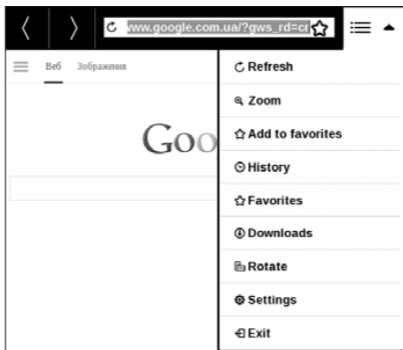 www.google.com.ua/?gws_rd=cr
Веб Зображення
Goo
Refresh
Zoom
Add to favorites
History
Favorites
Downloads
Rotate
Settings
Exit